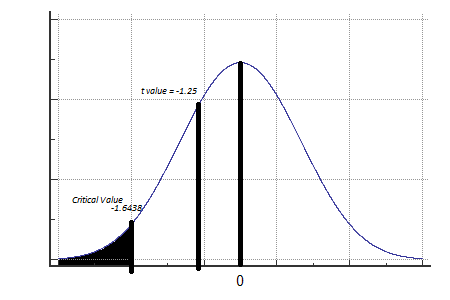 t value = -1.25
Critical Value
-1.6438
0